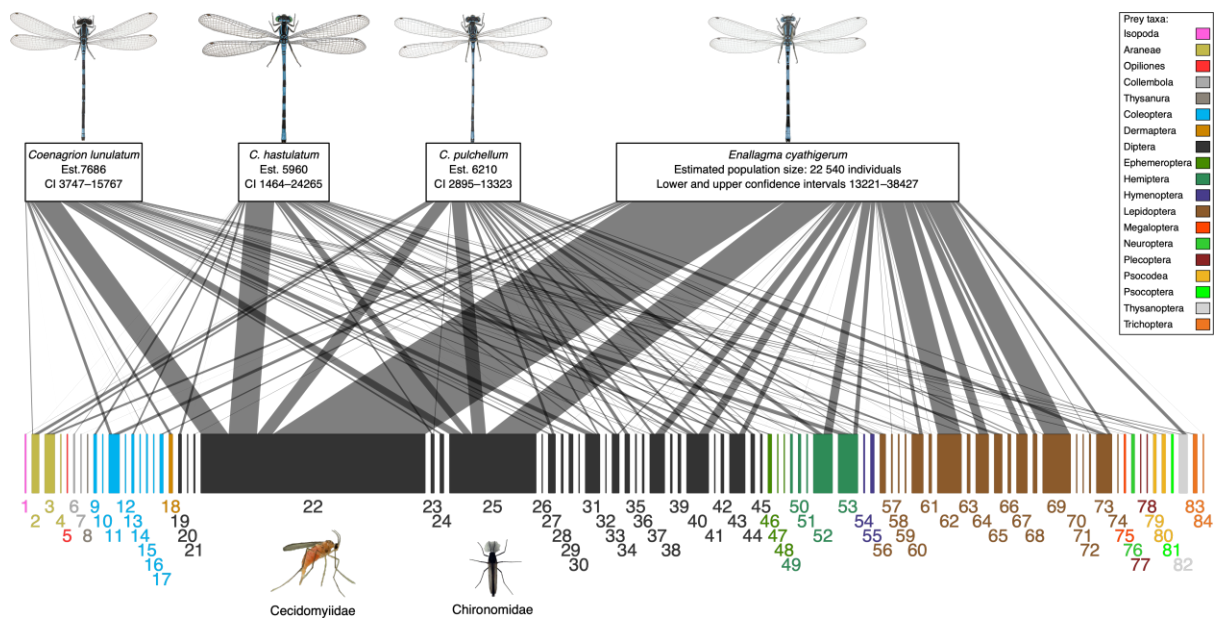 Prey taxa:
Isopoda
Araneae
Opiliones
Collembola
Thysanura
Coleoptera
Dermaptera
Diptera
Ephemeroptera
Hemiptera
Hymenoptera
Lepidoptera
Megaloptera
Neuroptera
Plecoptera
Psocodea
Psocoptera
Thysanoptera
Trichoptera
Coenagrion lunulatum
Est.7686
CI 3747–15767
C. hastulatum
Est. 5960
CI 1464–24265
C. pulchellum
Est. 6210
CI 2895–13323
Enallagma cyathigerum
Estimated population size: 22 540 individuals
Lower and upper confidence intervals 13221–38427
1 3 6 9 12 18 22 23 25 26 31 35 39 42 45 50 53 54 57 61 63 69 73 78 83
2 4 7 10 13 19 24 27 32 36 40 43 46 51 55 58 62 64 67 70 74 79 84
5 8 11 14 20 28 33 37 41 44 47 52 59 65 68 71 75 80
15 21 29 34 38 48 56 60 72 76 81
16 30 49 77 82
17
Cecidomyiidae
Chironomidae